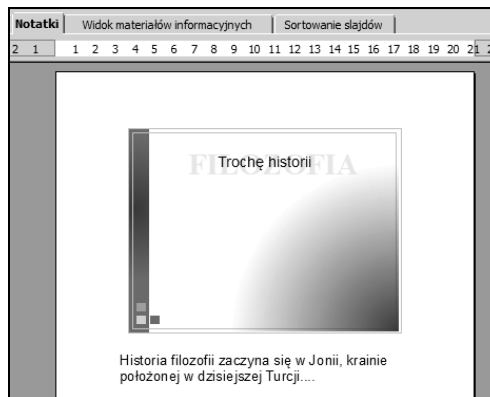 Notatki Widok materiałów informacyjnych Sortowanie slajdów
2 1 1 2 3 4 5 6 7 8 9 10 11 12 13 14 15 16 17 18 19 20 21 2
FILOZOFIA
Trochę historii
Historia filozofii zaczyna się w Jonii, krainie
położonej w dzisiejszej Turcji....